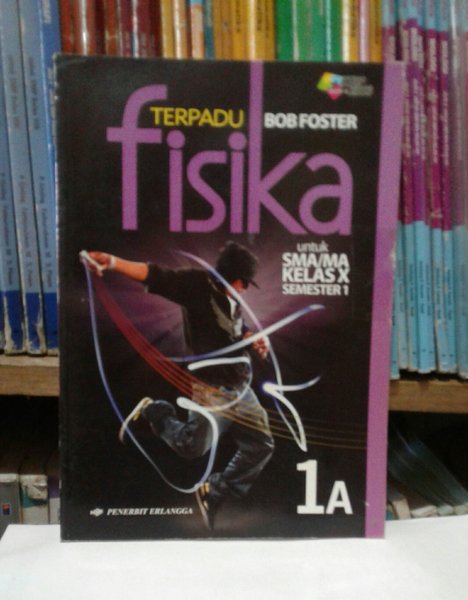 TERPADU
BOB FOSTER
fisika
untuk
SMA/MA
KELAS X
SEMESTER 1
1A
PENERBIT ERLANGGA